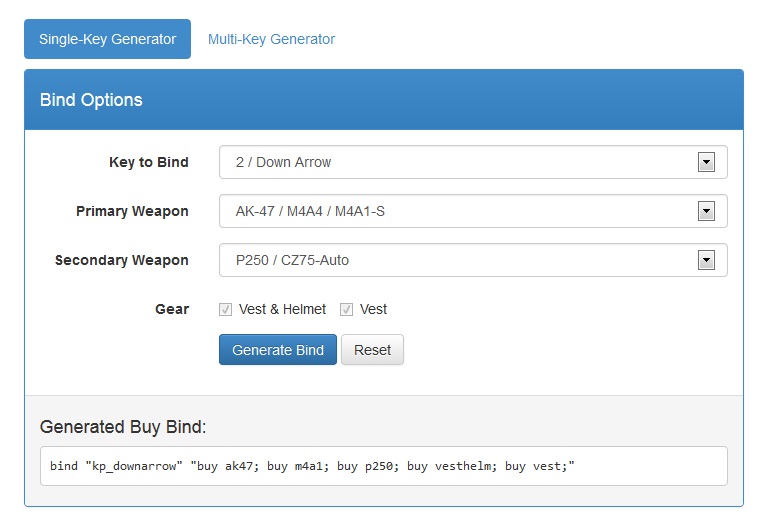 Single-Key Generator Multi-Key Generator
Bind Options
Key to Bind 2 / Down Arrow
Primary Weapon AK-47 / M4A4 / M4A1-S
Secondary Weapon P250 / CZ75-Auto
Gear Vest & Helmet Vest
Generate Bind Reset
Generated Buy Bind:
bind "kp_downarrow" "buy ak47; buy m4a1; buy p250; buy vesthelm; buy vest;"